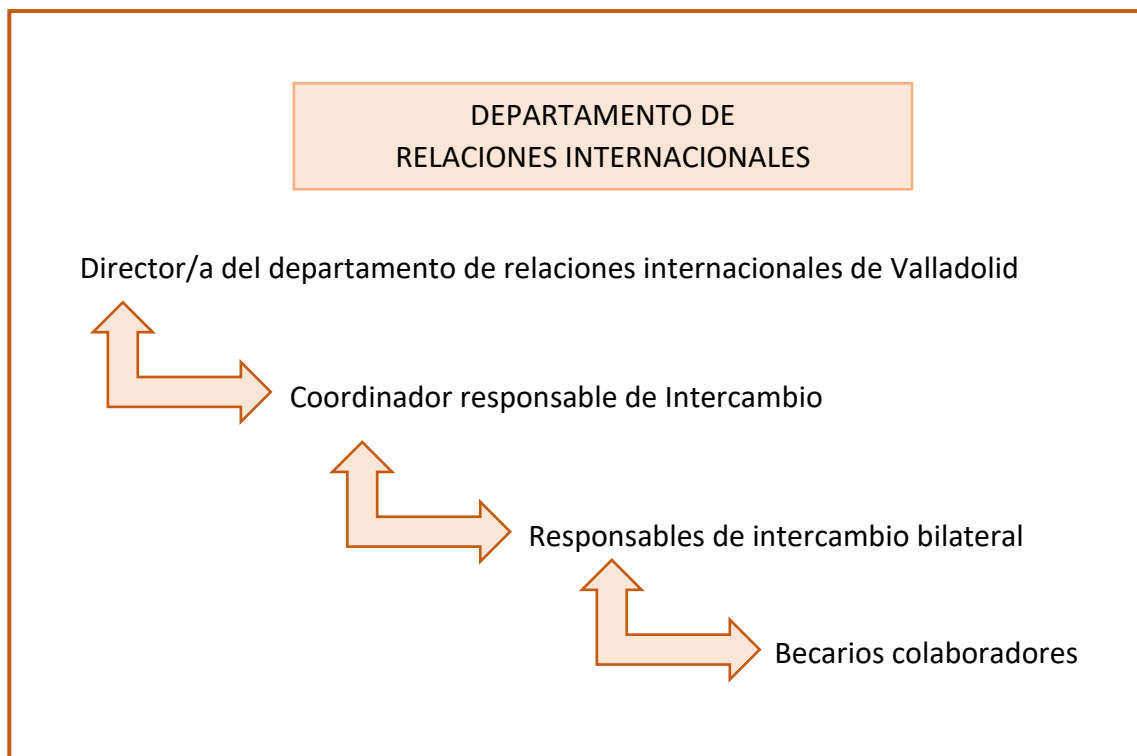 DEPARTAMENTO DE
RELACIONES INTERNACIONALES
Director/a del departamento de relaciones internacionales de Valladolid
Coordinador responsable de Intercambio
Responsables de intercambio bilateral
Becarios colaboradores